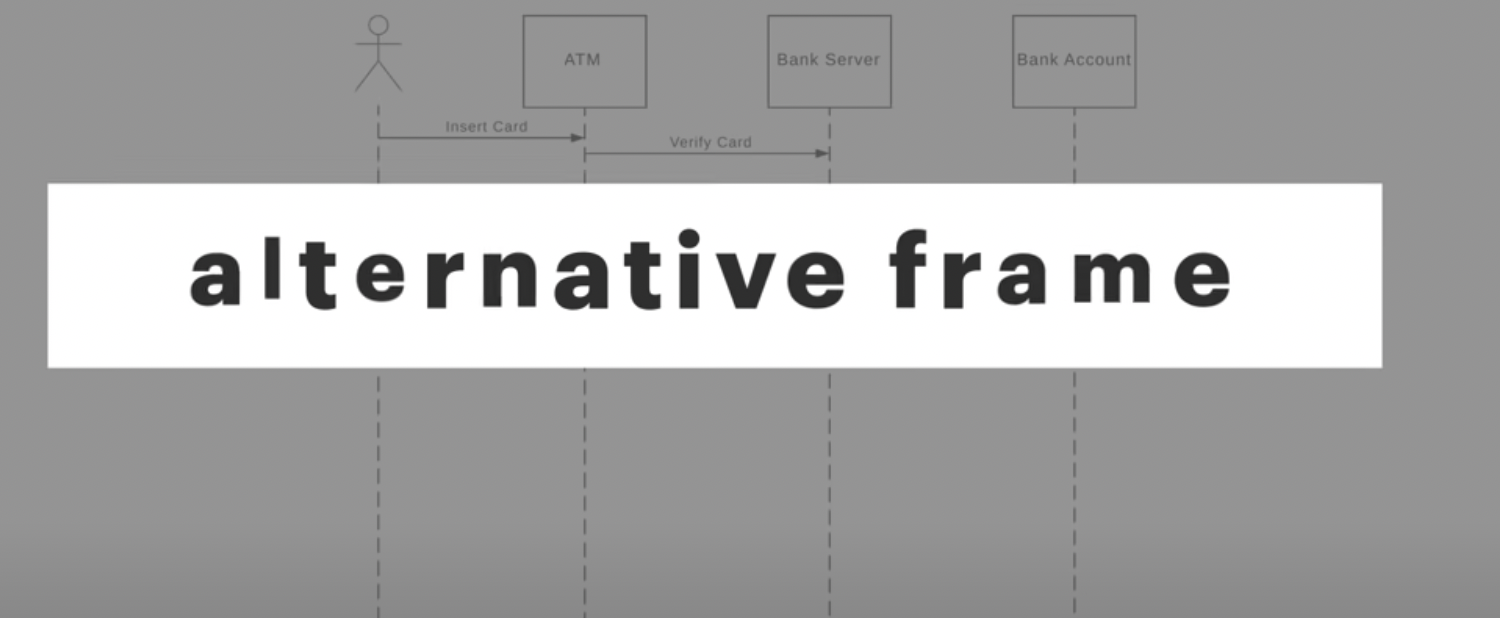 ATM
Bank Server
Bank Account
Insert Card
Verify Card
alternative frame